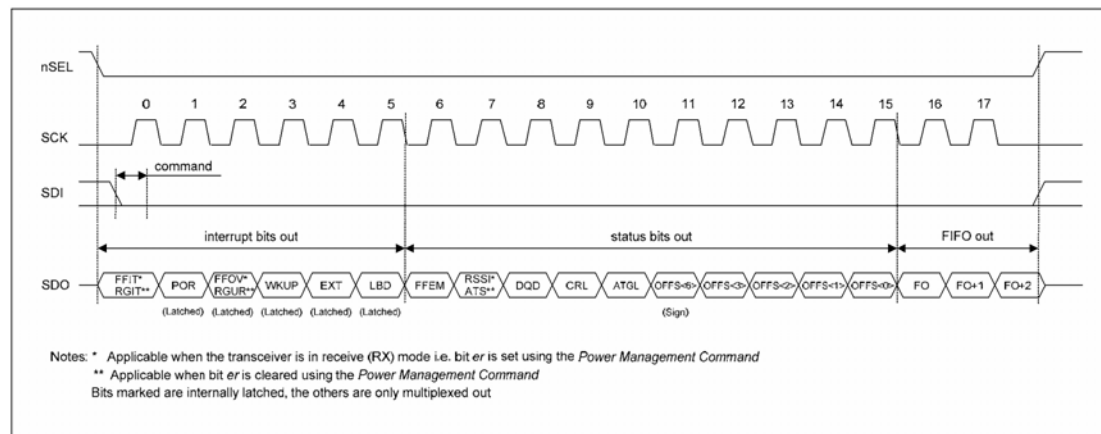 nSEL
0 1 2 3 4 5 6 7 8 9 10 11 12 13 14 15 16 17
SCK
command
SDI
interrupt bits out status bits out FIFO out
SDO
FFIT* RGIT** POR FFOV* RGUR** WKUP EXT LBD FFEM RSSI* ATS** DQD CRL ATGL OFFS<6> OFFS<3> OFFS<2> OFFS<1> OFFS<0> FO FO+1 FO+2
(Latched) (Latched) (Latched) (Latched) (Latched) (Sign)
Notes: * Applicable when the transceiver is in receive (RX) mode i.e. bit er is set using the Power Management Command
** Applicable when bit er is cleared using the Power Management Command
Bits marked are internally latched, the others are only multiplexed out